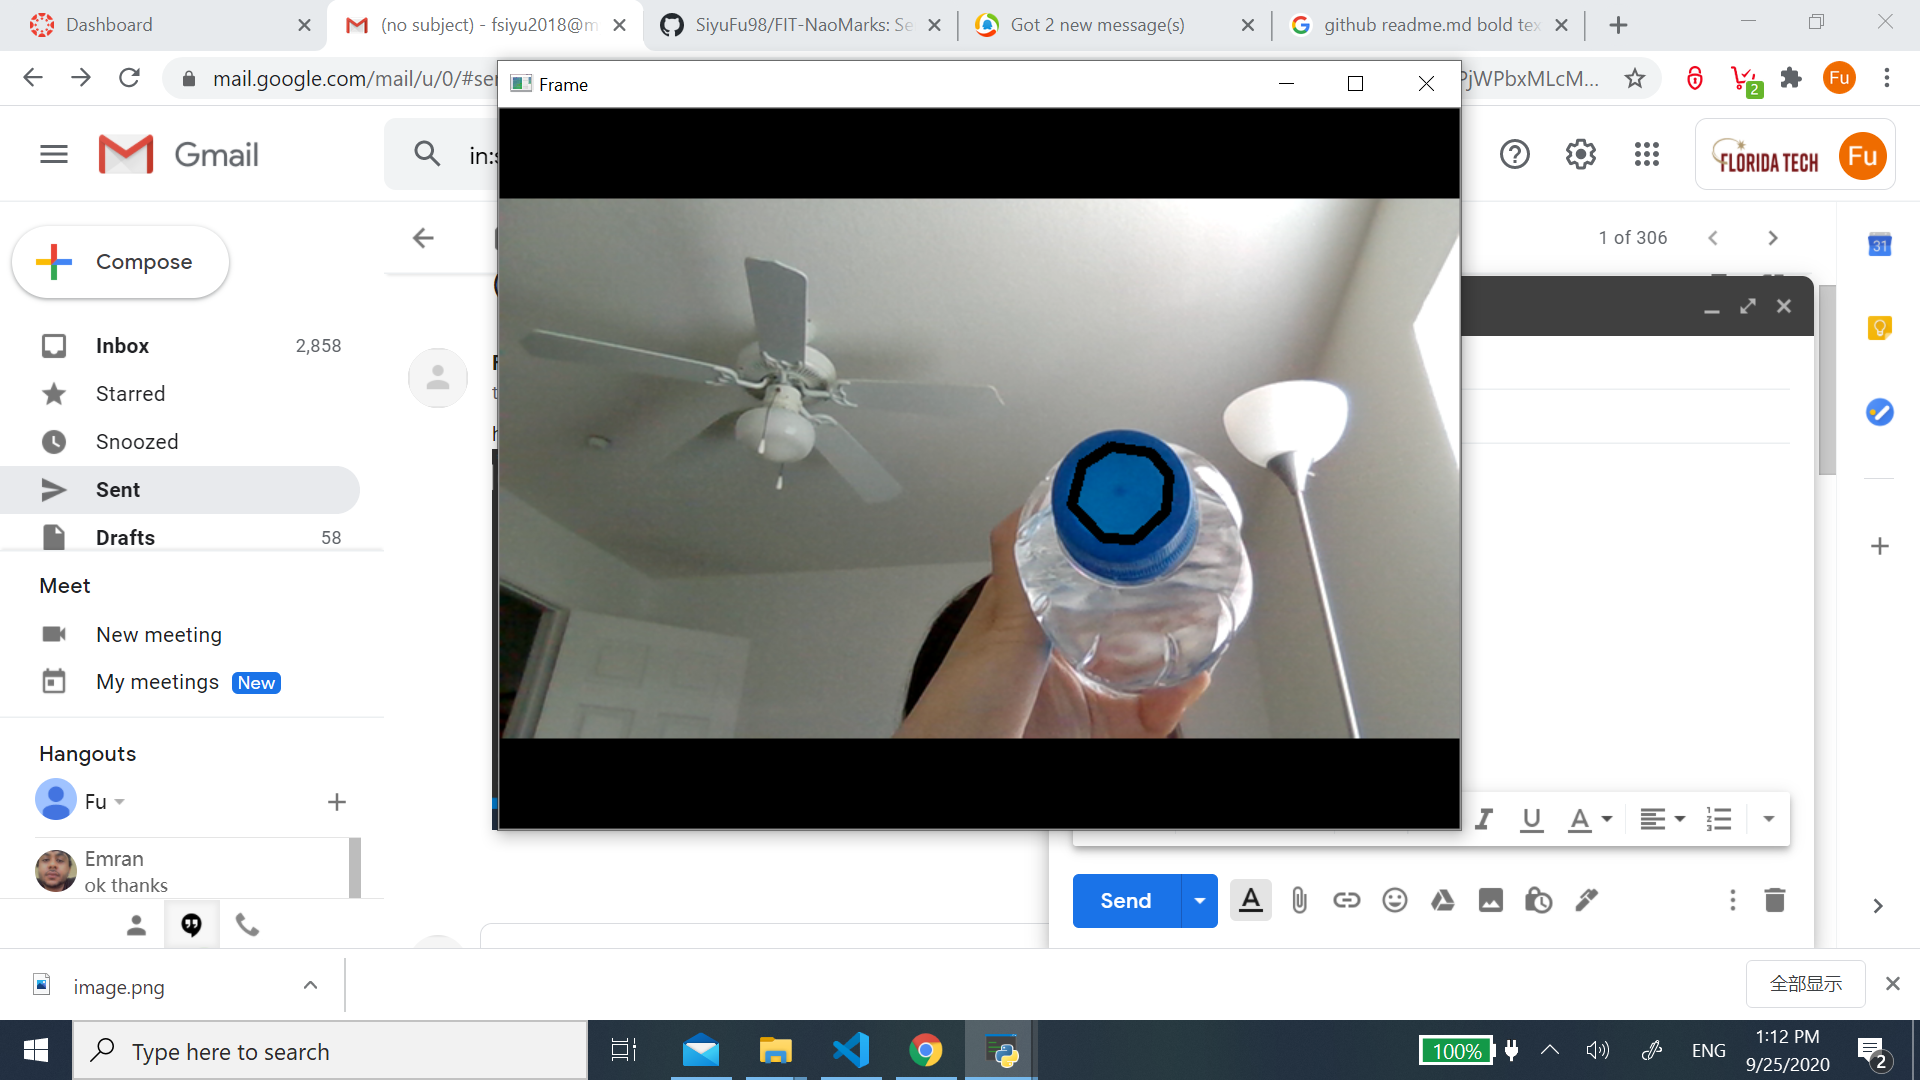 Dashboard
(no subject) - fsiyu2018@m
SiyuFu98/FIT-NaoMarks: Se
Got 2 new message(s)
github readme.md bold tex
mail.google.com/mail/u/0/#se
PjWPbxMLcM...
2
Fu
Frame
Gmail
in:s
FLORIDA TECH
Fu
Compose
1 of 306
31
Inbox 2,858
Starred
Snoozed
Sent
Drafts 58
Meet
New meeting
My meetings New
Hangouts
Fu
Emran
ok thanks
Send
image.png
全部显示
Type here to search
100%
ENG
1:12 PM
9/25/2020
2